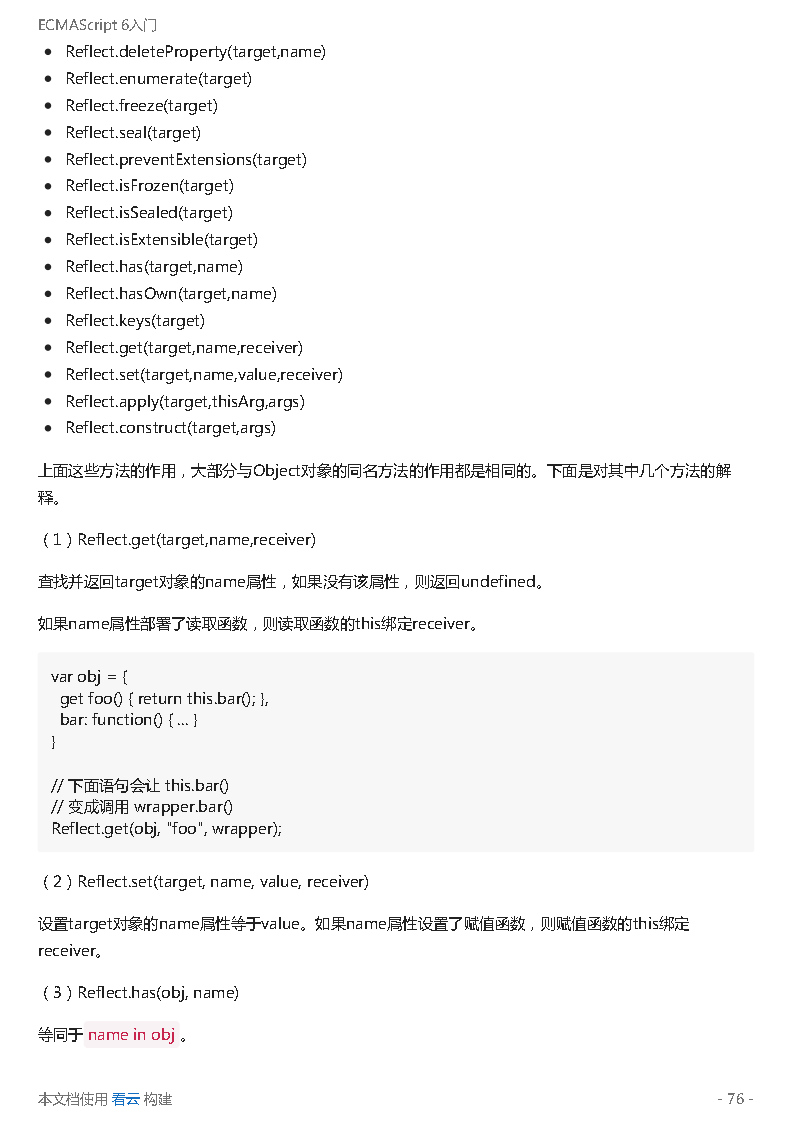 ECMAScript 6入门
• Reflect.deleteProperty(target,name)
• Reflect.enumerate(target)
• Reflect.freeze(target)
• Reflect.seal(target)
• Reflect.preventExtensions(target)
• Reflect.isFrozen(target)
• Reflect.isSealed(target)
• Reflect.isExtensible(target)
• Reflect.has(target,name)
• Reflect.hasOwn(target,name)
• Reflect.keys(target)
• Reflect.get(target,name,receiver)
• Reflect.set(target,name,value,receiver)
• Reflect.apply(target,thisArg,args)
• Reflect.construct(target,args)
上面这些方法的作用，大部分与Object对象的同名方法的作用都是相同的。下面是对其中几个方法的解
释。
（1）Reflect.get(target,name,receiver)
查找并返回target对象的name属性，如果没有该属性，则返回undefined。
如果name属性部署了读取函数，则读取函数的this绑定receiver。
var obj = {
  get foo() { return this.bar(); },
  bar: function() { ... }
}
// 下面语句会让 this.bar()
// 变成调用 wrapper.bar()
Reflect.get(obj, "foo", wrapper);
（2）Reflect.set(target, name, value, receiver)
设置target对象的name属性等于value。如果name属性设置了赋值函数，则赋值函数的this绑定
receiver。
（3）Reflect.has(obj, name)
等同于 name in obj 。
本文档使用 看云 构建 - 76 -